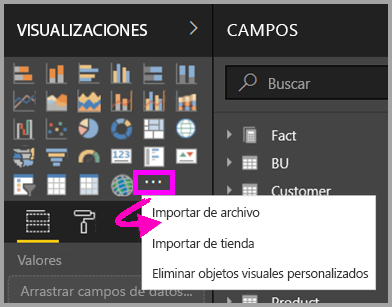 VISUALIZACIONES
CAMPOS
Buscar
Fact
BU
Customer
123
Importar de archivo
Importar de tienda
Eliminar objetos visuales personalizados
Valores
Arrastrar campos de datos...
Product